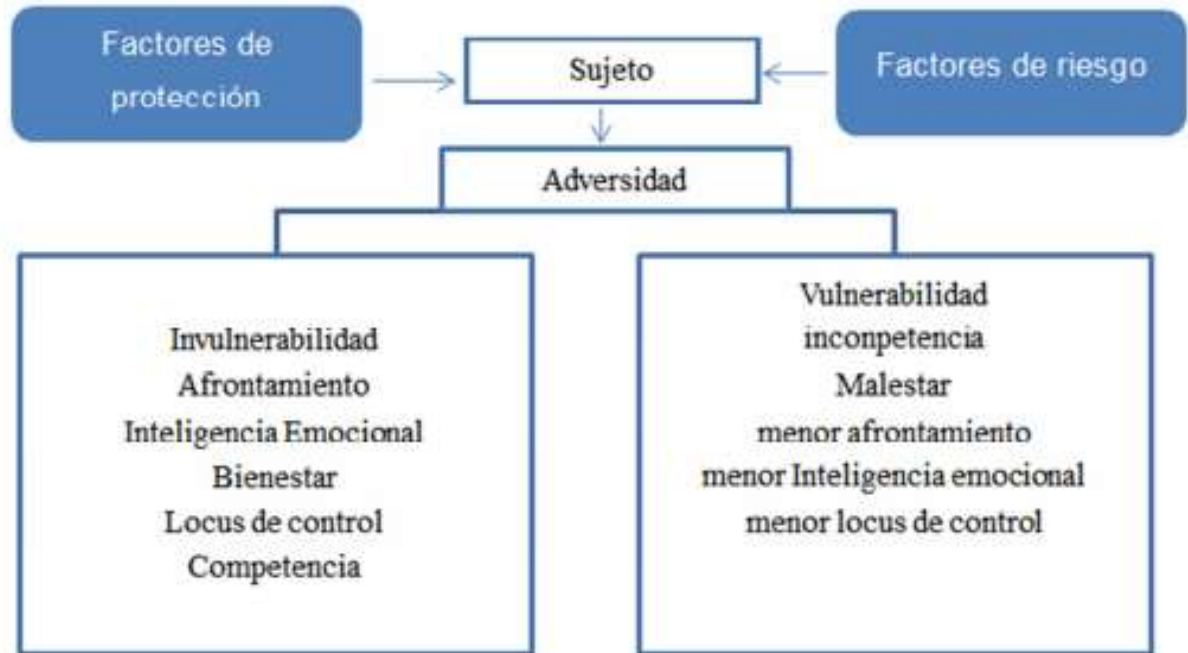 Factores de
protección
Sujeto
Factores de riesgo
Adversidad
Invulnerabilidad
Afrontamiento
Inteligencia Emocional
Bienestar
Locus de control
Competencia
Vulnerabilidad
inconpetencia
Malestar
menor afrontamiento
menor Inteligencia emocional
menor locus de control